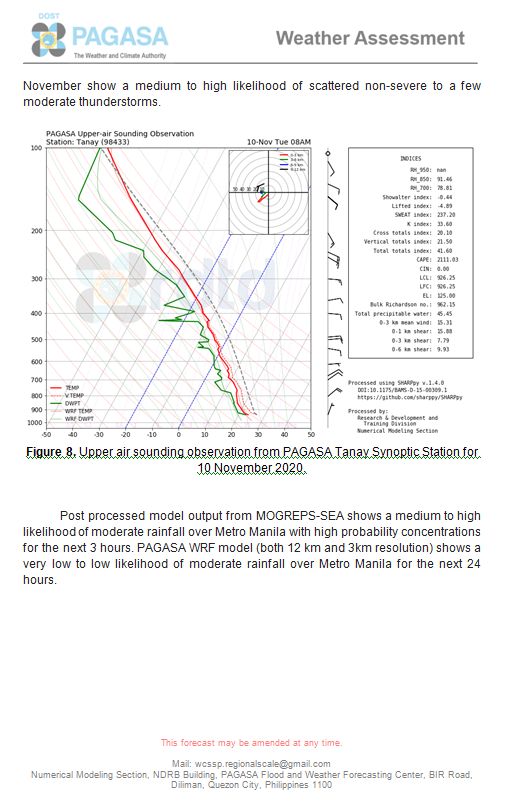 DOST
PAGASA
The Weather and Climate Authority
Weather Assessment
November show a medium to high likelihood of scattered non-severe to a few
moderate thunderstorms.
PAGASA Upper-air Sounding Observation
Station: Tanay (98433)
10-Nov Tue 08AM
100
200
300
400
500
600
700
800
900
1000
-50 -40 -30 -20 -10 0 10 20 30 40 50
TEMP
V.TEMP
DWPT
WRF TEMP
WRF DWPT
INDICES
RH_950: nan
RH_850: 91.46
RH_700: 78.81
Showalter index: -0.44
Lifted index: -4.89
SWEAT index: 237.20
K index: 33.60
Cross totals index: 20.10
Vertical totals index: 21.50
Total totals index: 41.60
CAPE: 2111.03
CIN: 0.00
LCL: 926.25
LFC: 926.25
EL: 125.00
Bulk Richardson no.: 962.15
Total precipitable water: 45.45
0-3 km mean wind: 15.31
0-1 km shear: 15.88
0-3 km shear: 7.79
0-6 km shear: 9.93
Processed using SHARPpy v.1.4.0
DOI:10.1175/BAMS-D-15-00309.1
https://github.com/sharppy/SHARPpy
Processed by:
Research & Development and
Training Division
Numerical Modeling Section
Figure 8. Upper air sounding observation from PAGASA Tanay Synoptic Station for
10 November 2020.
Post processed model output from MOGREPS-SEA shows a medium to high
likelihood of moderate rainfall over Metro Manila with high probability concentrations
for the next 3 hours. PAGASA WRF model (both 12 km and 3km resolution) shows a
very low to low likelihood of moderate rainfall over Metro Manila for the next 24
hours.
This forecast may be amended at any time.
Mail: wcssp.regionalscale@gmail.com
Numerical Modeling Section, NDRB Building, PAGASA Flood and Weather Forecasting Center, BIR Road,
Diliman, Quezon City, Philippines 1100